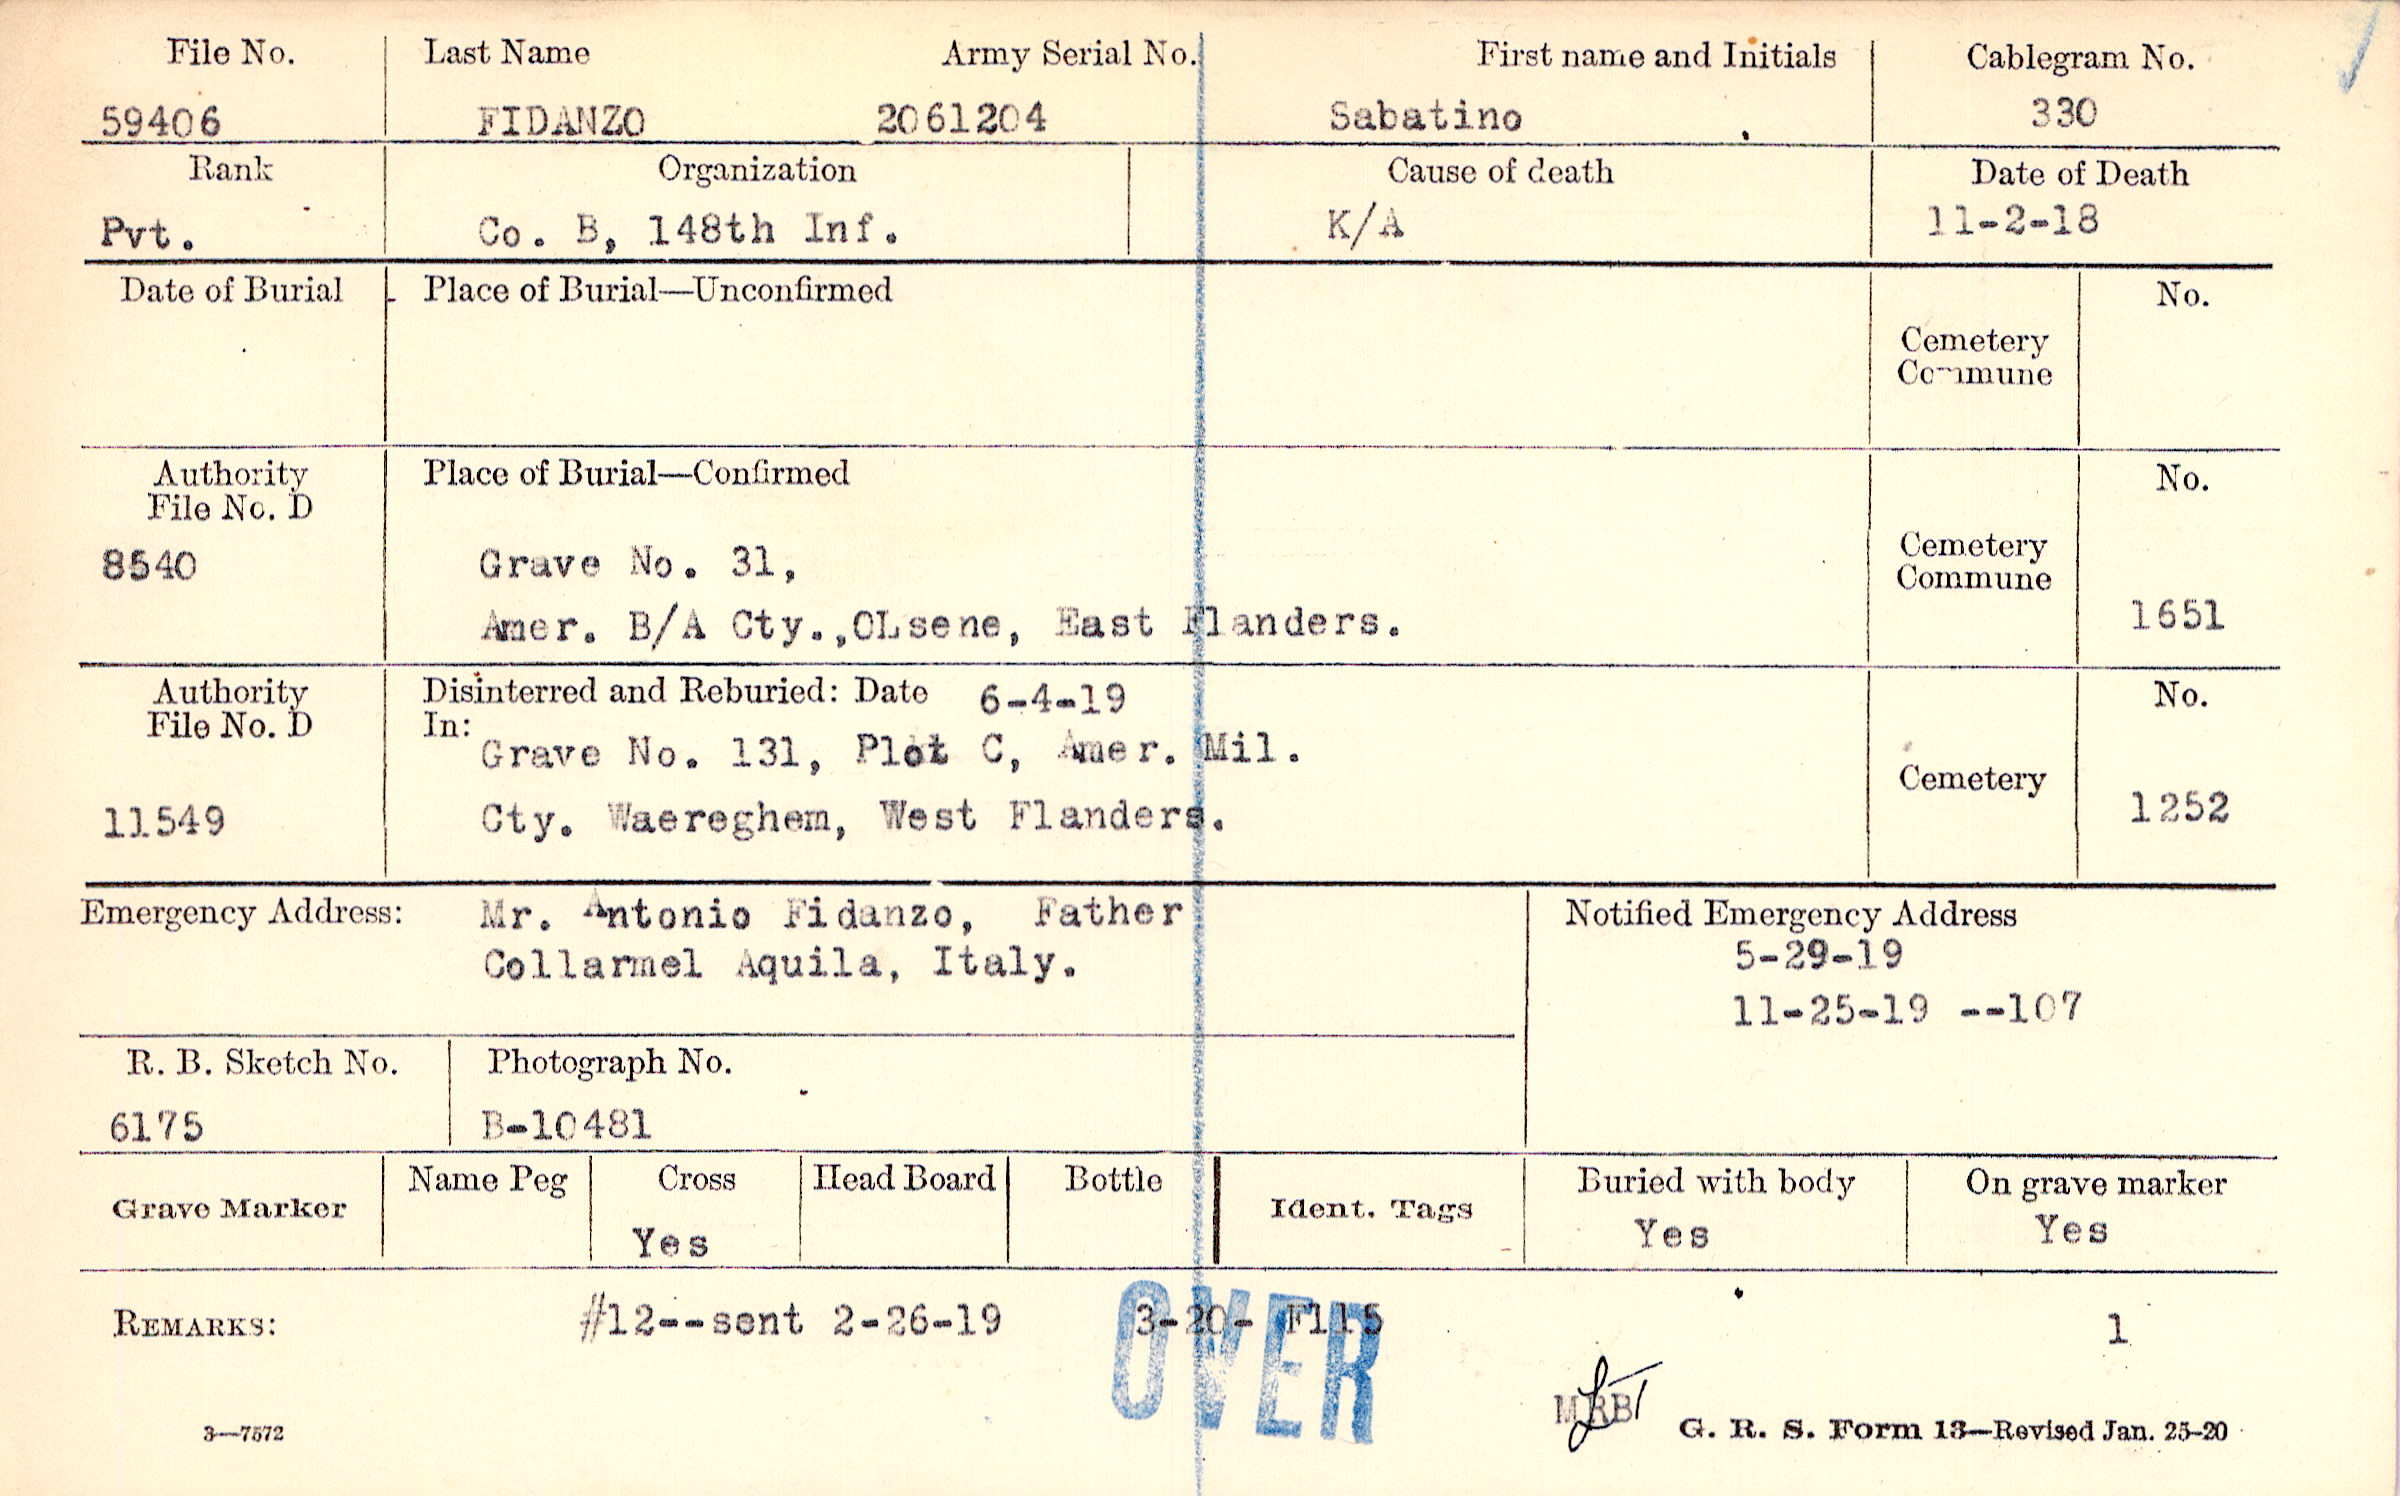 File No. Last Name Army Serial No. First name and Initials Cablegram No.
59406 FIDANZO 2061204 Sabatino 330
Rank Organization Cause of death Date of Death
Pvt. Co. B, 148th Inf. K/A 11-2-18
Date of Burial Place of Burial—Unconfirmed No.
Cemetery
Commune
Authority Place of Burial—Confirmed No.
File No. D
8540 Grave No. 31, Cemetery
Commune
Amer. B/A Cty.,OLsene, East Flanders. 1651
Authority Disinterred and Reburied: Date 6-4-19 No.
File No. D In:
Grave No. 131, Plot C, Amer. Mil.
Cemetery
11549 Cty. Waereghem, West Flanders. 1252
Emergency Address: Mr. Antonio Fidanzo, Father Notified Emergency Address
Collarmel Aquila, Italy. 5-29-19
11-25-19 --107
R. B. Sketch No. Photograph No.
6175 B-10481
Grave Marker Name Peg Cross Head Board Bottle Ident. Tags Buried with body On grave marker
Yes Yes Yes
REMARKS: #12--sent 2-26-19 3-20- F115 1
OVER
MRB
3—7572 G. R. S. Form 13—Revised Jan. 25-20